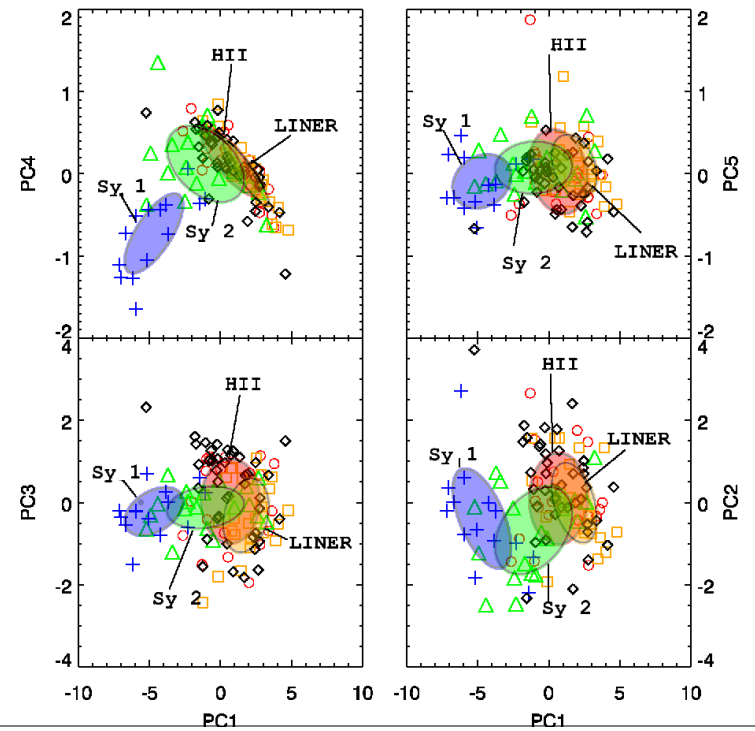 2 2
HII HII
1 1
LINER Sy 1
PC4 0 0 PC5
Sy 1
Sy 2 LINER
-1 Sy 2 -1
-2 -2
4 4
HII HII
2 2
LINER
Sy 1 Sy 1
PC3 0 0 PC2
LINER
-2 Sy 2 Sy 2 -2
-4 -4
-10 -5 0 5 -10 -5 0 5 10
PC1 PC1